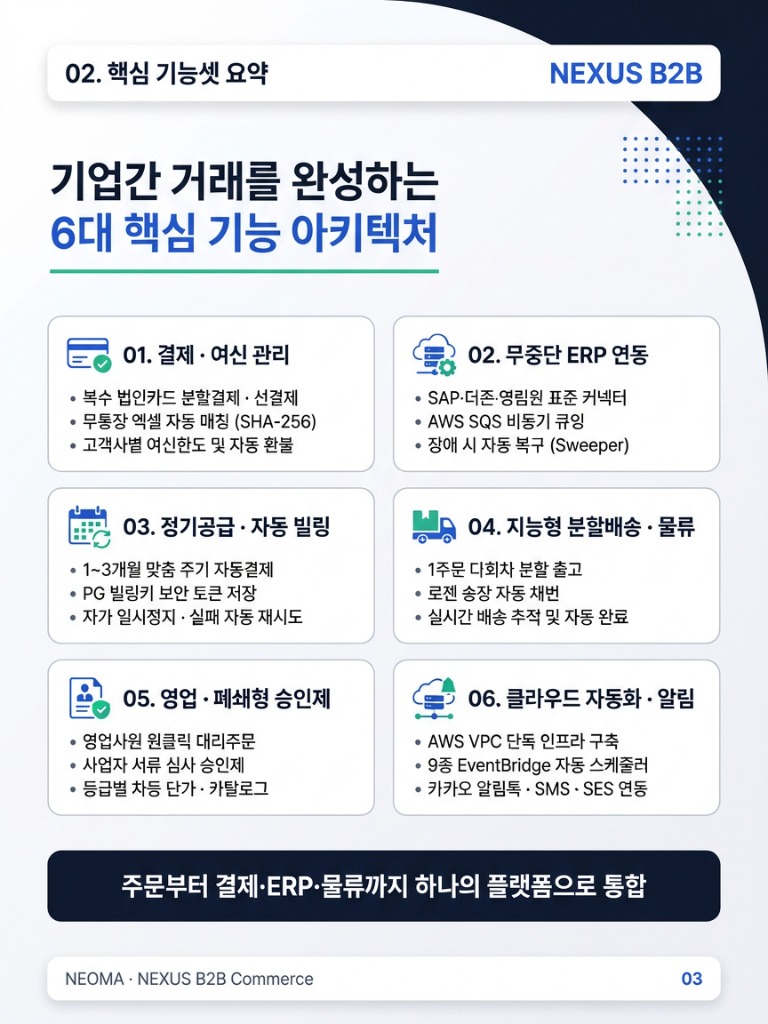 02. 핵심 기능셋 요약
NEXUS B2B
기업간 거래를 완성하는
6대 핵심 기능 아키텍처
01. 결제 · 여신 관리
• 복수 법인카드 분할결제 · 선결제
• 무통장 엑셀 자동 매칭 (SHA-256)
• 고객사별 여신한도 및 자동 환불
02. 무중단 ERP 연동
• SAP·더존·영림원 표준 커넥터
• AWS SQS 비동기 큐잉
• 장애 시 자동 복구 (Sweeper)
03. 정기공급 · 자동 빌링
• 1~3개월 맞춤 주기 자동결제
• PG 빌링키 보안 토큰 저장
• 자가 일시정지 · 실패 자동 재시도
04. 지능형 분할배송 · 물류
• 1주문 다회차 분할 출고
• 로젠 송장 자동 채번
• 실시간 배송 추적 및 자동 완료
05. 영업 · 폐쇄형 승인제
• 영업사원 원클릭 대리주문
• 사업자 서류 심사 승인제
• 등급별 차등 단가 · 카탈로그
06. 클라우드 자동화 · 알림
• AWS VPC 단독 인프라 구축
• 9종 EventBridge 자동 스케줄러
• 카카오 알림톡 · SMS · SES 연동
주문부터 결제·ERP·물류까지 하나의 플랫폼으로 통합
NEOMA · NEXUS B2B Commerce
03